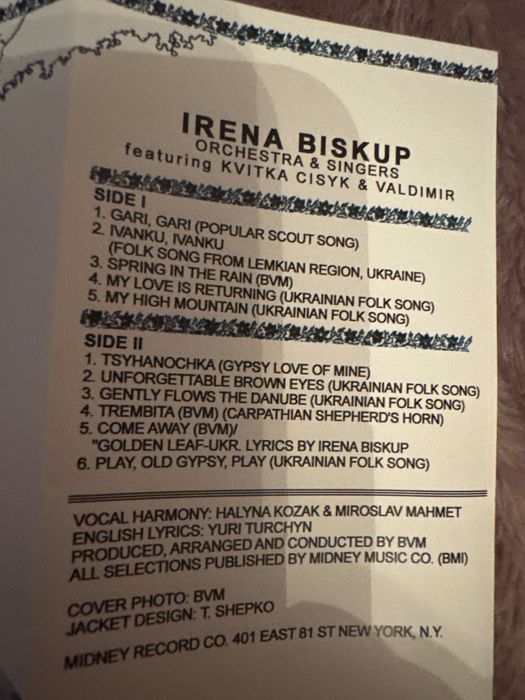 IRENA BISKUP
ORCHESTRA & SINGERS
featuring KVITKA CISYK & VALDIMIR
SIDE I
1. GARI, GARI (POPULAR SCOUT SONG)
2. IVANKU, IVANKU
(FOLK SONG FROM LEMKIAN REGION, UKRAINE)
3. SPRING IN THE RAIN (BVM)
4. MY LOVE IS RETURNING (UKRAINIAN FOLK SONG)
5. MY HIGH MOUNTAIN (UKRAINIAN FOLK SONG)
SIDE II
1. TSYHANOCHKA (GYPSY LOVE OF MINE)
2. UNFORGETTABLE BROWN EYES (UKRAINIAN FOLK SONG)
3. GENTLY FLOWS THE DANUBE (UKRAINIAN FOLK SONG)
4. TREMBITA (BVM) (CARPATHIAN SHEPHERD'S HORN)
5. COME AWAY (BVM)/
"GOLDEN LEAF-UKR. LYRICS BY IRENA BISKUP
6. PLAY, OLD GYPSY, PLAY (UKRAINIAN FOLK SONG)
VOCAL HARMONY: HALYNA KOZAK & MIROSLAV MAHMET
ENGLISH LYRICS: YURI TURCHYN
PRODUCED, ARRANGED AND CONDUCTED BY BVM
ALL SELECTIONS PUBLISHED BY MIDNEY MUSIC CO. (BMI)
COVER PHOTO: BVM
JACKET DESIGN: T. SHEPKO
MIDNEY RECORD CO. 401 EAST 81 ST NEW YORK, N.Y.